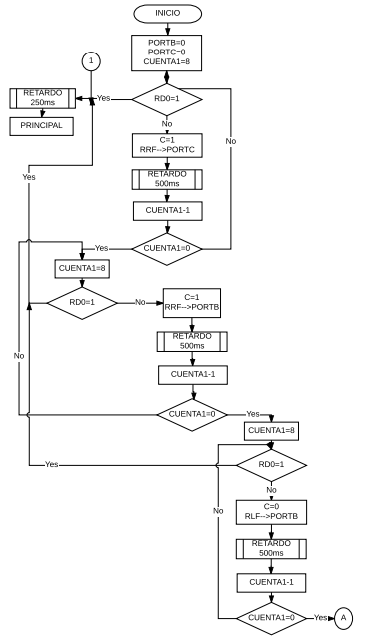 INICIO
PORTB=0
PORTC=0
CUENTA1=8
1
RETARDO
250ms
Yes
RD0=1
PRINCIPAL
No
C=1
RRF-->PORTC
No
Yes
RETARDO
500ms
CUENTA1-1
Yes
CUENTA1=0
CUENTA1=8
RD0=1
No
C=1
RRF-->PORTB
RETARDO
500ms
No
CUENTA1-1
CUENTA1=0
Yes
CUENTA1=8
Yes
RD0=1
No
C=0
RLF-->PORTB
No
RETARDO
500ms
CUENTA1-1
CUENTA1=0
Yes
A